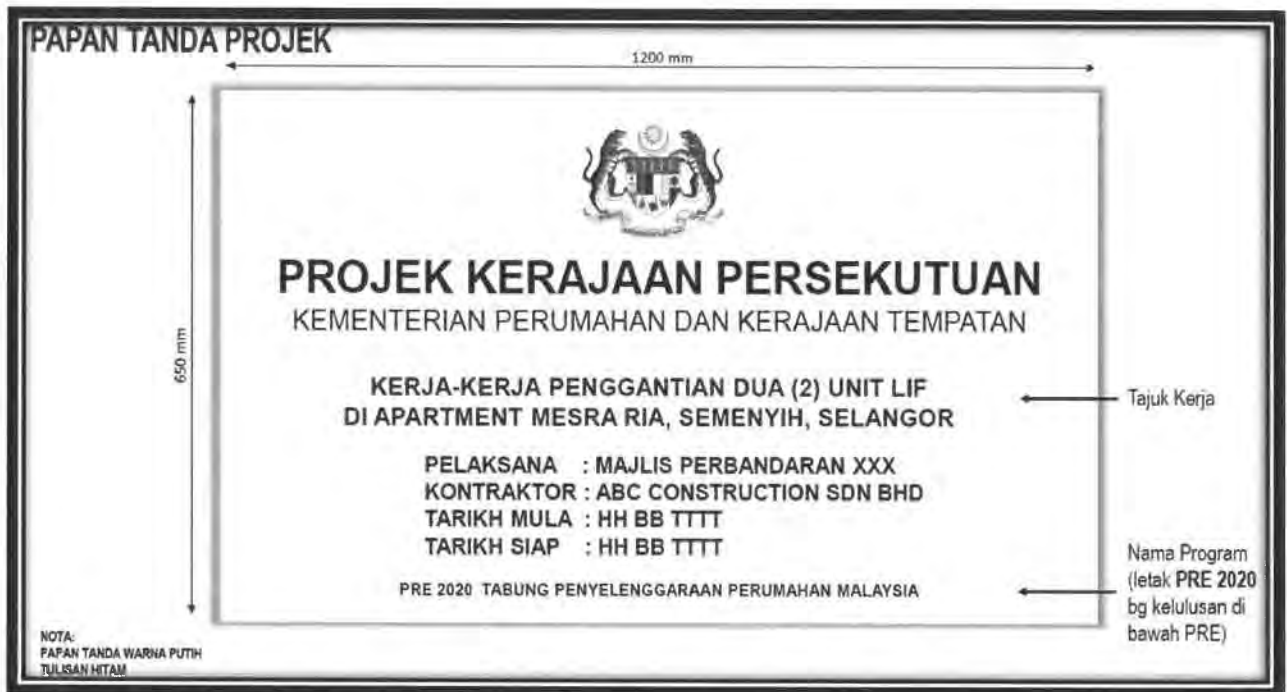 PAPAN TANDA PROJEK
1200 mm
650 mm
PROJEK KERAJAAN PERSEKUTUAN
KEMENTERIAN PERUMAHAN DAN KERAJAAN TEMPATAN
KERJA-KERJA PENGGANTIAN DUA (2) UNIT LIF
DI APARTMENT MESRA RIA, SEMENYIH, SELANGOR
Tajuk Kerja
PELAKSANA : MAJLIS PERBANDARAN XXX
KONTRAKTOR : ABC CONSTRUCTION SDN BHD
TARIKH MULA : HH BB TTTT
TARIKH SIAP : HH BB TTTT
PRE 2020 TABUNG PENYELENGGARAAN PERUMAHAN MALAYSIA
Nama Program
(letak PRE 2020
bg kelulusan di
bawah PRE)
NOTA:
PAPAN TANDA WARNA PUTIH
TULISAN HITAM